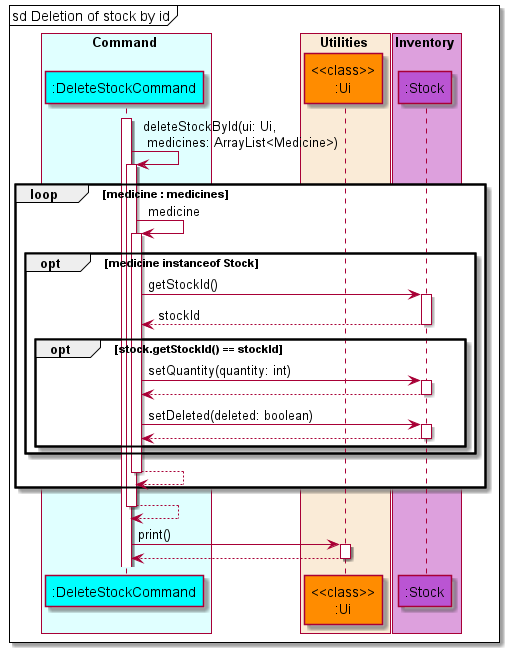 sd Deletion of stock by id
Command
Utilities
Inventory
:DeleteStockCommand
<<class>>
:Ui
:Stock
deleteStockById(ui: Ui,
medicines: ArrayList<Medicine>)
loop
[medicine : medicines]
medicine
opt
[medicine instanceof Stock]
getStockId()
stockId
opt
[stock.getStockId() == stockId]
setQuantity(quantity: int)
setDeleted(deleted: boolean)
print()
:DeleteStockCommand
<<class>>
:Ui
:Stock